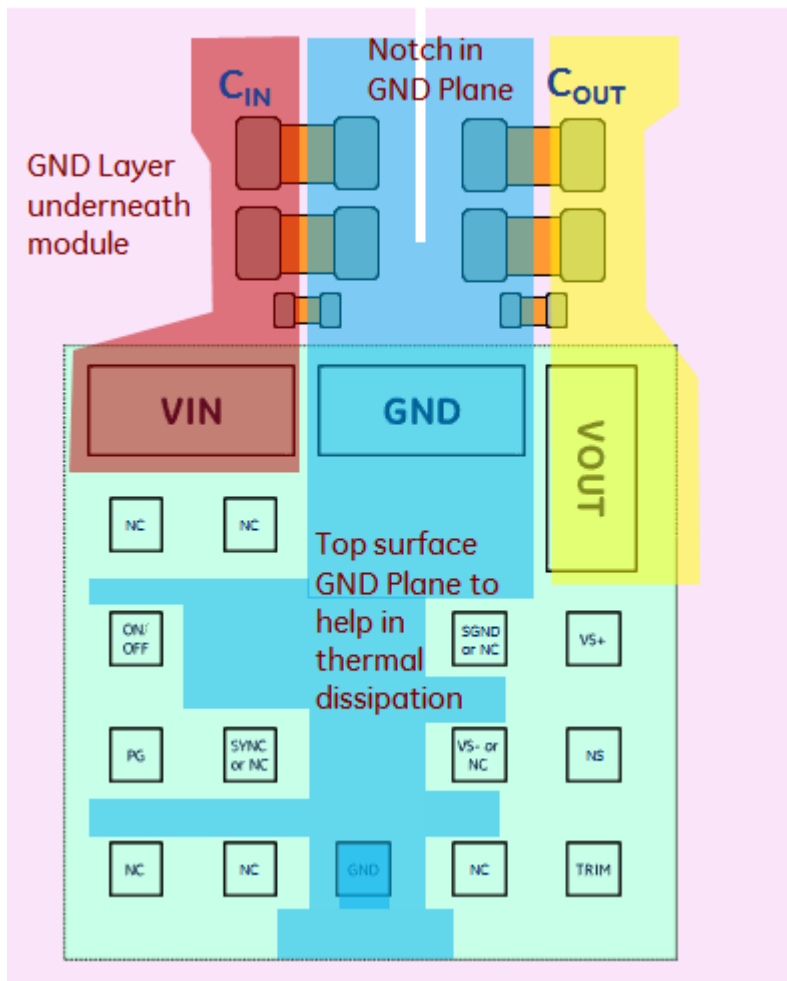 Notch in
GND Plane
CIN
COUT
GND Layer
underneath
module
VIN
GND
VOUT
NC
NC
Top surface
GND Plane to
help in
thermal
dissipation
ON/
OFF
SGND
or NC
VS+
PG
SYNC
or NC
VS- or
NC
NS
NC
NC
GND
NC
TRIM